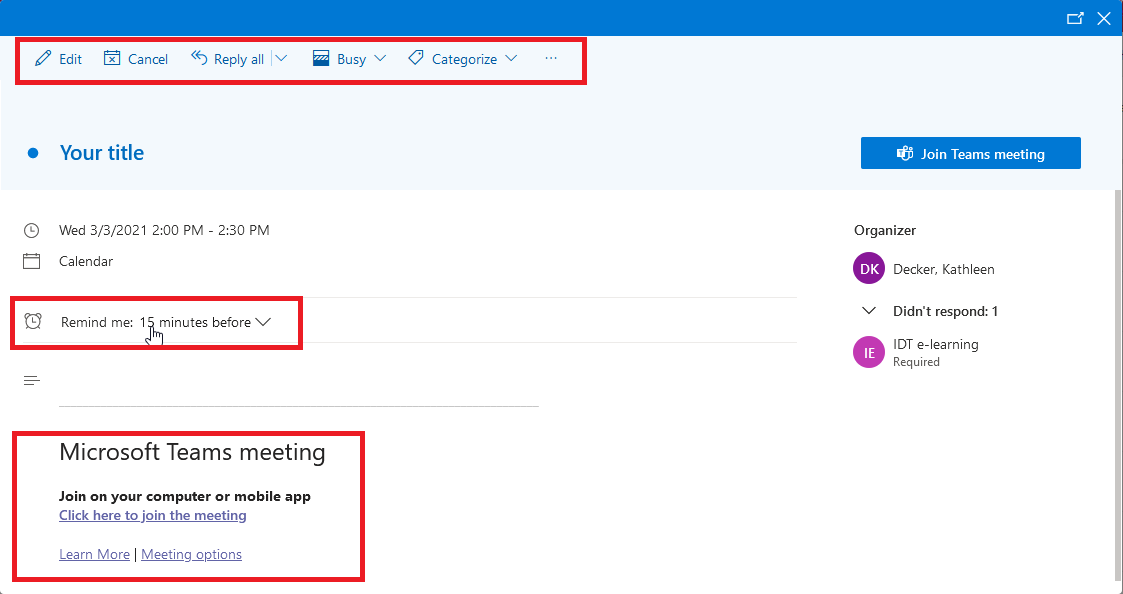 Edit Cancel Reply all Busy Categorize ...
Your title
Join Teams meeting
Wed 3/3/2021 2:00 PM - 2:30 PM
Calendar
Remind me: 15 minutes before
Microsoft Teams meeting
Join on your computer or mobile app
Click here to join the meeting
Learn More | Meeting options
Organizer
DK Decker, Kathleen
Didn't respond: 1
IE IDT e-learning
Required